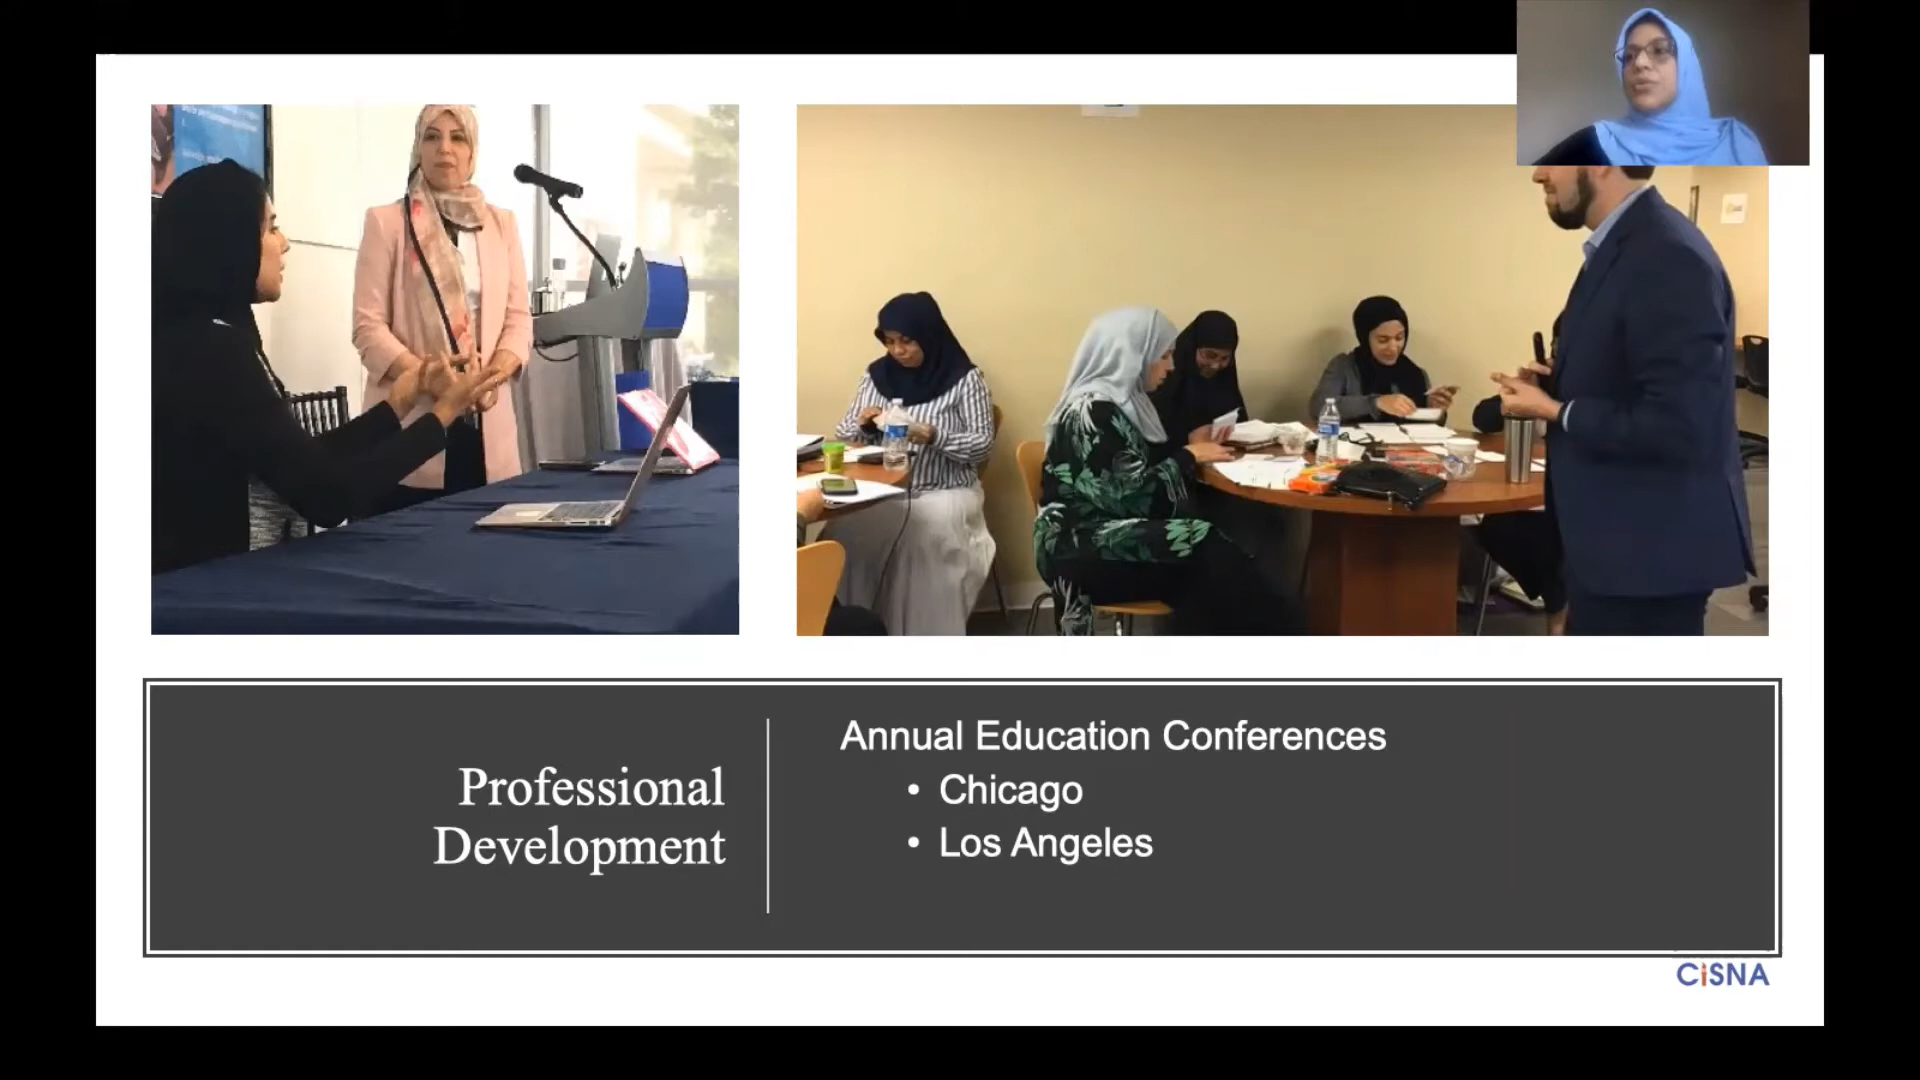 Professional
Development
Annual Education Conferences
• Chicago
• Los Angeles
CiSNA